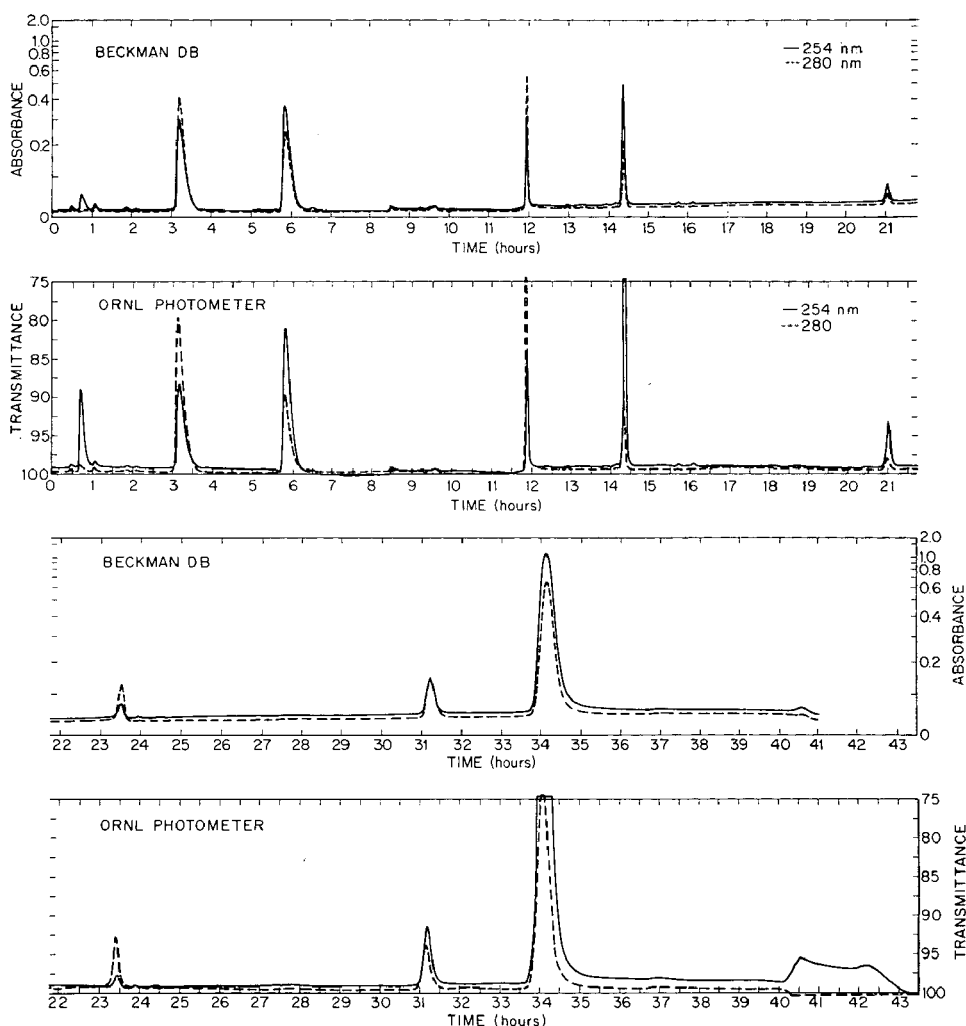 2.0
1.0
0.8
0.6
0.4
0.2
0
ABSORBANCE
BECKMAN DB
254 nm
280 nm
0 1 2 3 4 5 6 7 8 9 10 11 12 13 14 15 16 17 18 19 20 21
TIME (hours)
75
80
85
90
95
100
TRANSMITTANCE
ORNL PHOTOMETER
254 nm
280
0 1 2 3 4 5 6 7 8 9 10 11 12 13 14 15 16 17 18 19 20 21
TIME (hours)
BECKMAN DB
2.0
1.0
0.8
0.6
0.4
0.2
0
ABSORBANCE
22 23 24 25 26 27 28 29 30 31 32 33 34 35 36 37 38 39 40 41 42 43
TIME (hours)
ORNL PHOTOMETER
75
80
85
90
95
100
TRANSMITTANCE
22 23 24 25 26 27 28 29 30 31 32 33 34 35 36 37 38 39 40 41 42 43
TIME (hours)